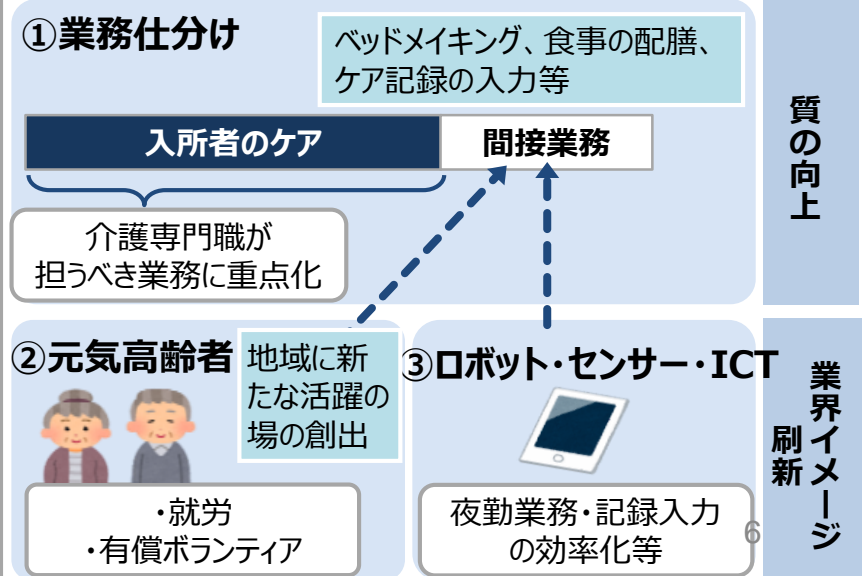 ①業務仕分け
ベッドメイキング、食事の配膳、
ケア記録の入力等
入所者のケア
間接業務
介護専門職が
担うべき業務に重点化
質の向上
②元気高齢者
地域に新
たな活躍の
場の創出
・就労
・有償ボランティア
③ロボット・センサー・ICT
夜勤業務・記録入力
の効率化等
業界イメージ
刷新
6